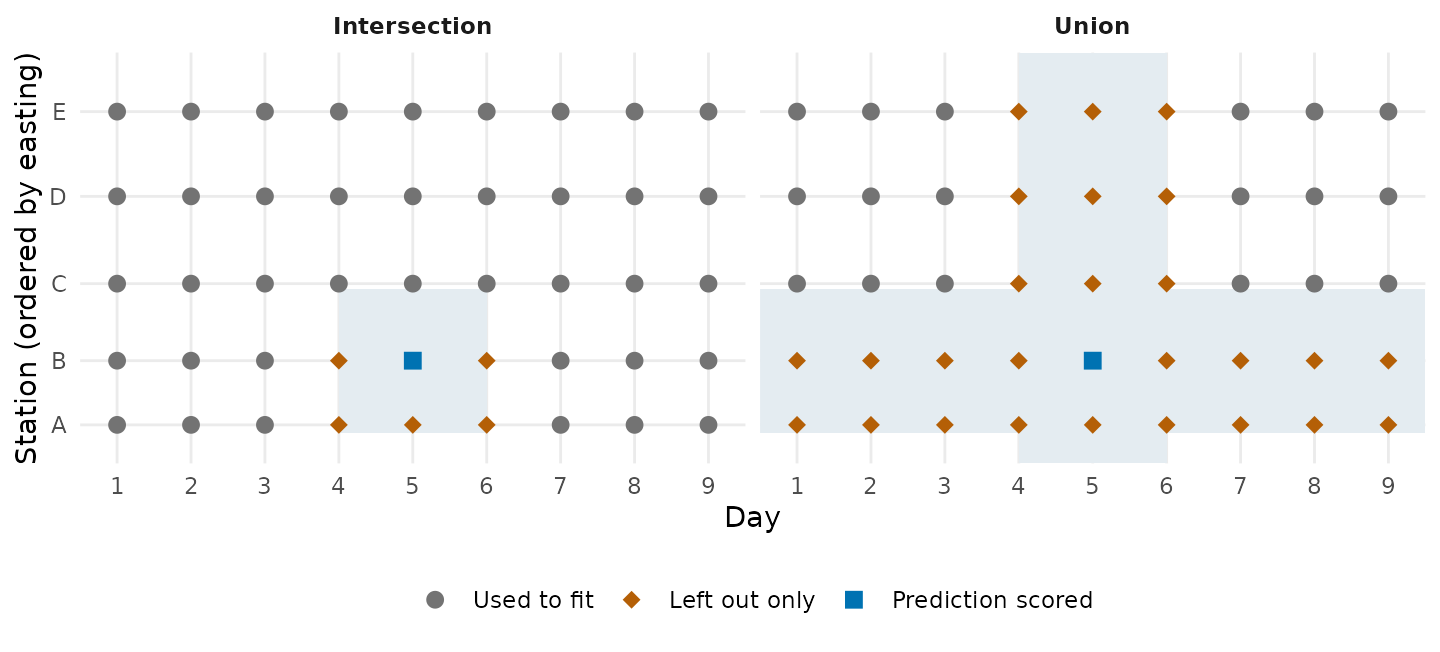 Intersection
Union
Station (ordered by easting)
E
D
C
B
A
1 2 3 4 5 6 7 8 9
1 2 3 4 5 6 7 8 9
Day
Used to fit
Left out only
Prediction scored